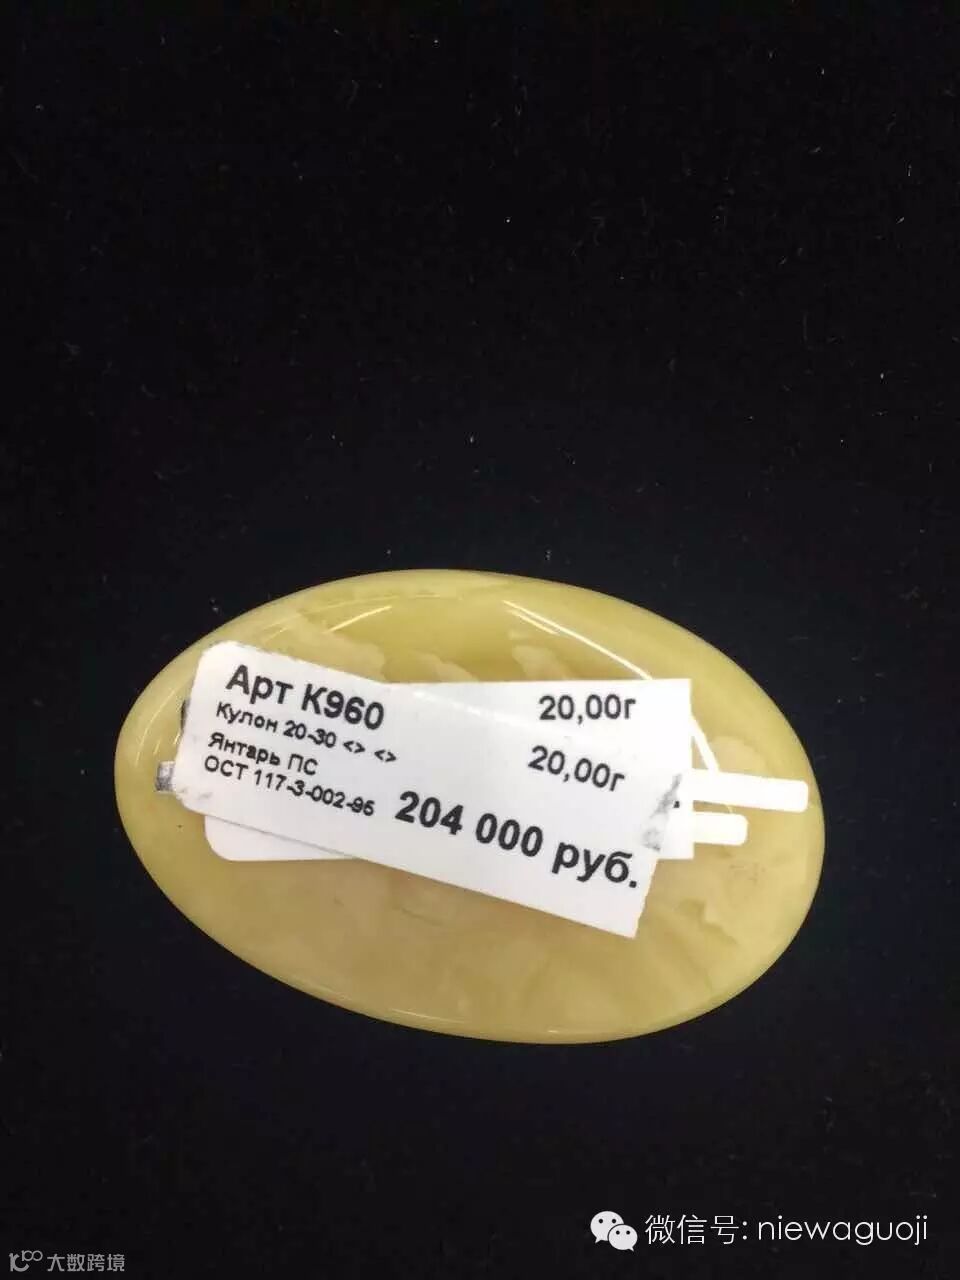 Арт К960
20,00г
Кулон 20-30 <> <>
20,00г
Янтарь ПС
ОСТ 117-3-002-95
204 000 руб.
微信号: niewaguoji
大数跨境